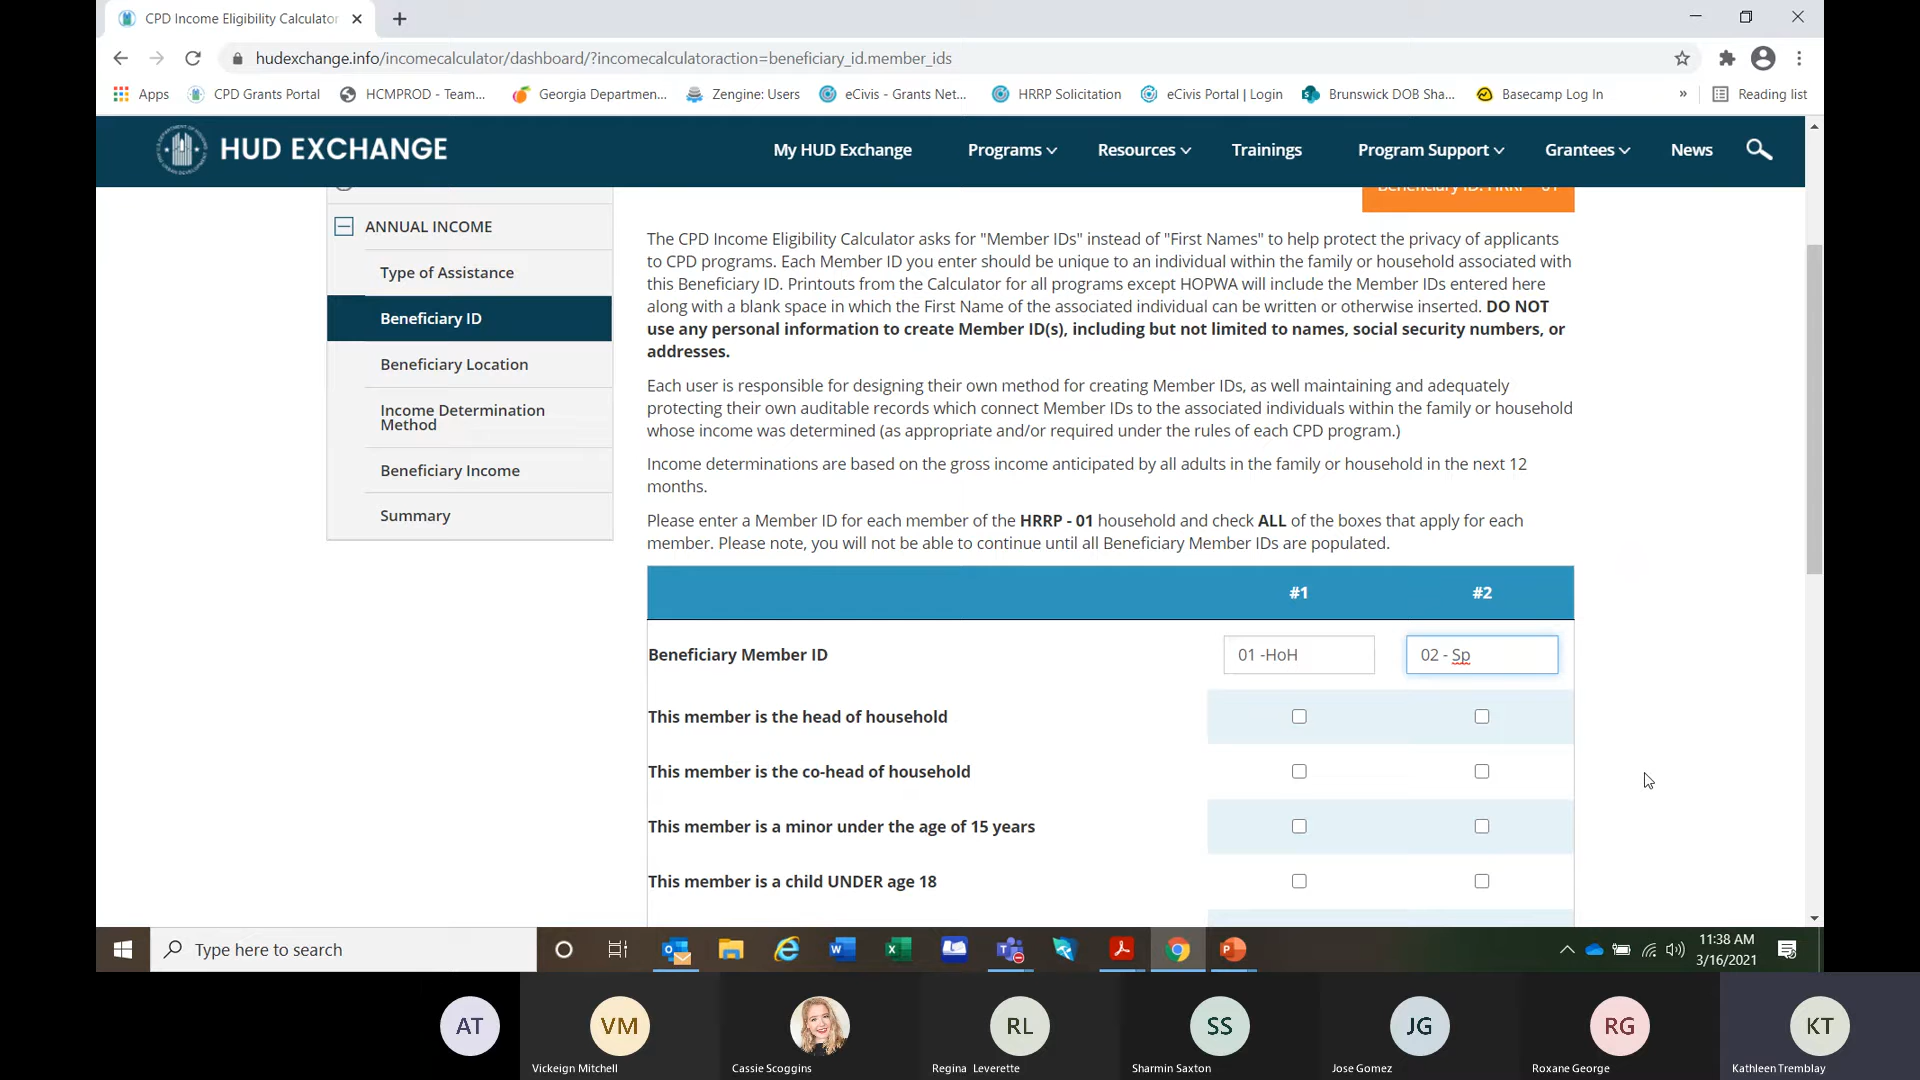 CPD Income Eligibility Calculator
hudexchange.info/incomecalculator/dashboard/?incomecalculatoraction=beneficiary_id.member_ids
Apps CPD Grants Portal HCMPROD - Team... Georgia Departmen... Zengine: Users eCivis - Grants Net... HRRP Solicitation eCivis Portal | Login Brunswick DOB Sha... Basecamp Log In » Reading list
HUD EXCHANGE My HUD Exchange Programs Resources Trainings Program Support Grantees News
Beneficiary ID: HRRP - 01
ANNUAL INCOME
Type of Assistance
Beneficiary ID
Beneficiary Location
Income Determination
Method
Beneficiary Income
Summary
The CPD Income Eligibility Calculator asks for "Member IDs" instead of "First Names" to help protect the privacy of applicants
to CPD programs. Each Member ID you enter should be unique to an individual within the family or household associated with
this Beneficiary ID. Printouts from the Calculator for all programs except HOPWA will include the Member IDs entered here
along with a blank space in which the First Name of the associated individual can be written or otherwise inserted. DO NOT
use any personal information to create Member ID(s), including but not limited to names, social security numbers, or
addresses.
Each user is responsible for designing their own method for creating Member IDs, as well maintaining and adequately
protecting their own auditable records which connect Member IDs to the associated individuals within the family or household
whose income was determined (as appropriate and/or required under the rules of each CPD program.)
Income determinations are based on the gross income anticipated by all adults in the family or household in the next 12
months.
Please enter a Member ID for each member of the HRRP - 01 household and check ALL of the boxes that apply for each
member. Please note, you will not be able to continue until all Beneficiary Member IDs are populated.
#1 #2
Beneficiary Member ID 01 -HoH 02 - Sp
This member is the head of household
This member is the co-head of household
This member is a minor under the age of 15 years
This member is a child UNDER age 18
Type here to search
11:38 AM
3/16/2021
AT VM RL SS JG RG KT
Vickeign Mitchell Cassie Scoggins Regina Leverette Sharmin Saxton Jose Gomez Roxane George Kathleen Tremblay